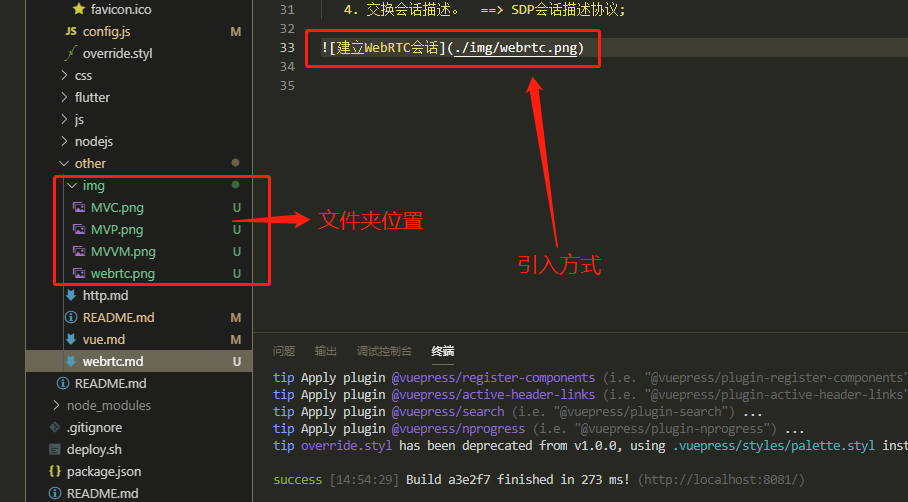 favicon.ico
JS config.js M
override.styl
css
flutter
js
nodejs
other
img
MVC.png U
MVP.png U
MVVM.png U
webrtc.png U
http.md
README.md M
vue.md M
webrtc.md U
README.md
node_modules
.gitignore
deploy.sh
{} package.json
README.md
文件夹位置
31 4. 交换会话描述。 ==> SDP会话描述协议;
32
33 ![建立WebRTC会话](./img/webrtc.png)
34
35
引入方式
问题 输出 调试控制台 终端
tip Apply plugin @vuepress/register-components (i.e. "@vuepress/plugin-register-components"
tip Apply plugin @vuepress/active-header-links (i.e. "@vuepress/plugin-active-header-links"
tip Apply plugin @vuepress/search (i.e. "@vuepress/plugin-search") ...
tip Apply plugin @vuepress/nprogress (i.e. "@vuepress/plugin-nprogress") ...
tip override.styl has been deprecated from v1.0.0, using .vuepress/styles/palette.styl inst
success [14:54:29] Build a3e2f7 finished in 273 ms! (http://localhost:8081/)